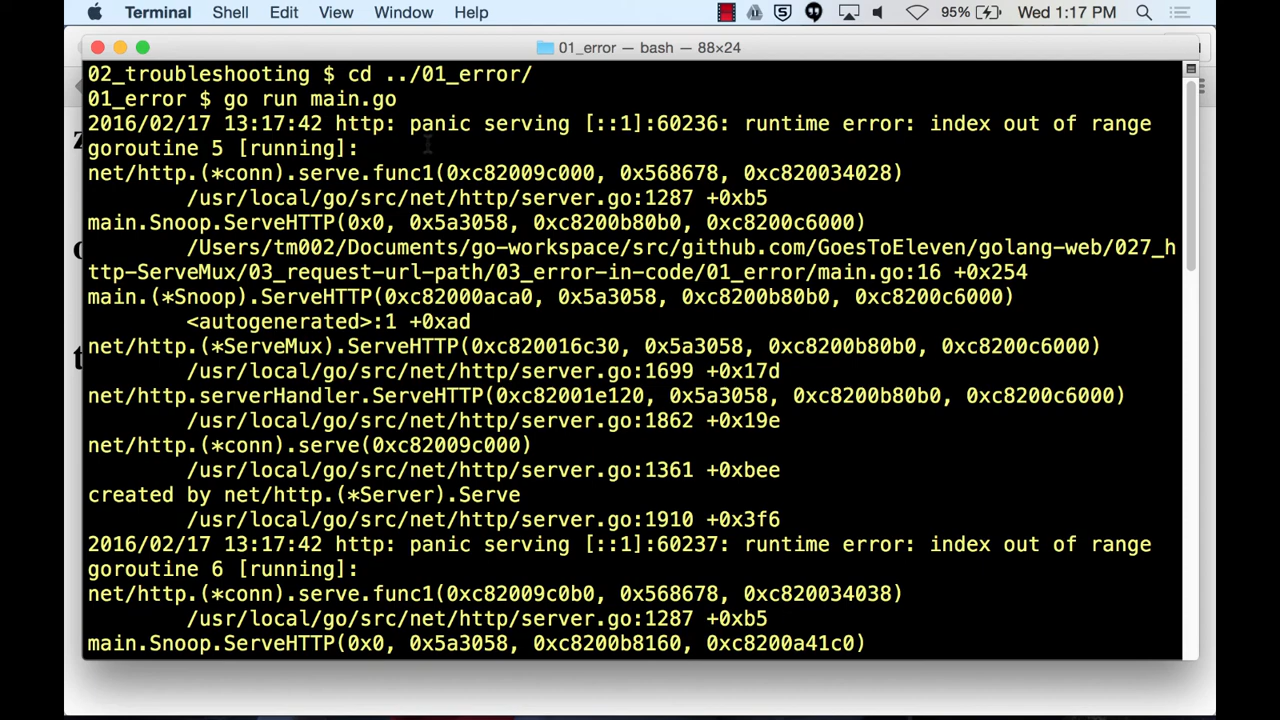 Terminal Shell Edit View Window Help 95% Wed 1:17 PM
01_error — bash — 88×24
02_troubleshooting $ cd ../01_error/
01_error $ go run main.go
2016/02/17 13:17:42 http: panic serving [::1]:60236: runtime error: index out of range
goroutine 5 [running]:
net/http.(*conn).serve.func1(0xc82009c000, 0x568678, 0xc820034028)
/usr/local/go/src/net/http/server.go:1287 +0xb5
main.Snoop.ServeHTTP(0x0, 0x5a3058, 0xc8200b80b0, 0xc8200c6000)
/Users/tm002/Documents/go-workspace/src/github.com/GoesToEleven/golang-web/027_h
ttp-ServeMux/03_request-url-path/03_error-in-code/01_error/main.go:16 +0x254
main.(*Snoop).ServeHTTP(0xc82000aca0, 0x5a3058, 0xc8200b80b0, 0xc8200c6000)
<autogenerated>:1 +0xad
net/http.(*ServeMux).ServeHTTP(0xc820016c30, 0x5a3058, 0xc8200b80b0, 0xc8200c6000)
/usr/local/go/src/net/http/server.go:1699 +0x17d
net/http.serverHandler.ServeHTTP(0xc82001e120, 0x5a3058, 0xc8200b80b0, 0xc8200c6000)
/usr/local/go/src/net/http/server.go:1862 +0x19e
net/http.(*conn).serve(0xc82009c000)
/usr/local/go/src/net/http/server.go:1361 +0xbee
created by net/http.(*Server).Serve
/usr/local/go/src/net/http/server.go:1910 +0x3f6
2016/02/17 13:17:42 http: panic serving [::1]:60237: runtime error: index out of range
goroutine 6 [running]:
net/http.(*conn).serve.func1(0xc82009c0b0, 0x568678, 0xc820034038)
/usr/local/go/src/net/http/server.go:1287 +0xb5
main.Snoop.ServeHTTP(0x0, 0x5a3058, 0xc8200b8160, 0xc8200a41c0)